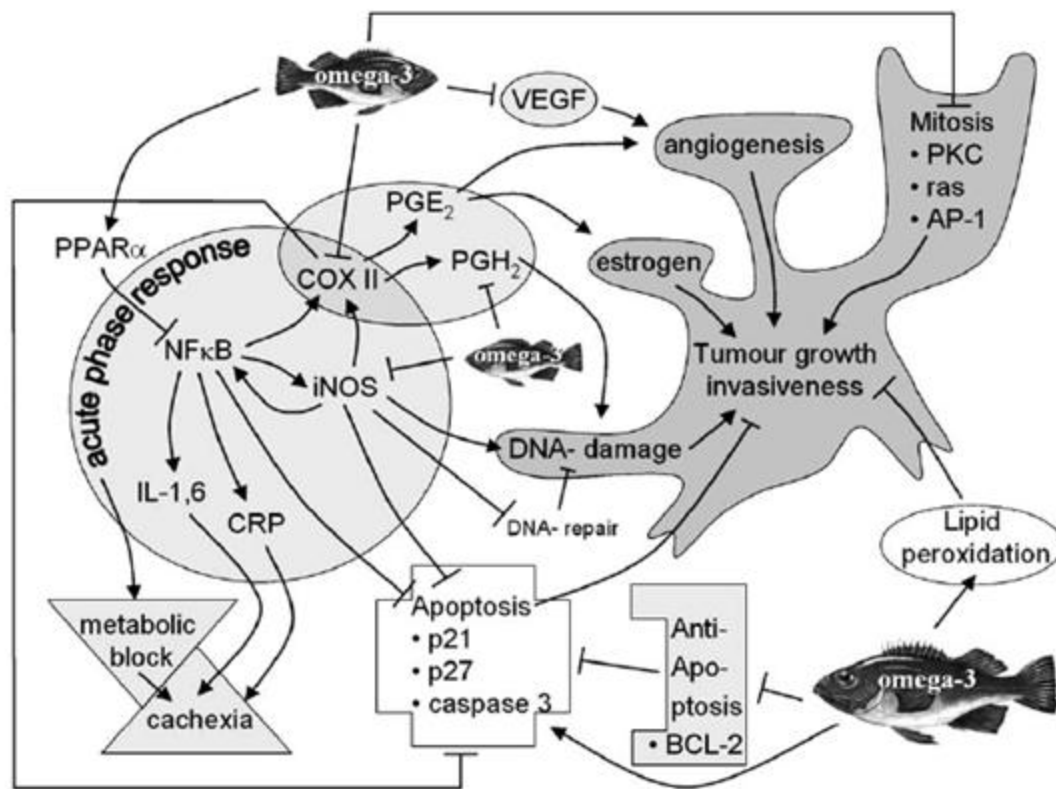 omega-3
VEGF
angiogenesis
Mitosis
• PKC
• ras
• AP-1
PGE2
PPARα
acute phase response
COX II
PGH2
estrogen
NFκB
iNOS
omega-3
Tumour growth
invasiveness
DNA- damage
IL-1,6
CRP
DNA- repair
Lipid
peroxidation
metabolic
block
cachexia
Apoptosis
• p21
• p27
• caspase 3
Anti-
Apo-
ptosis
• BCL-2
omega-3